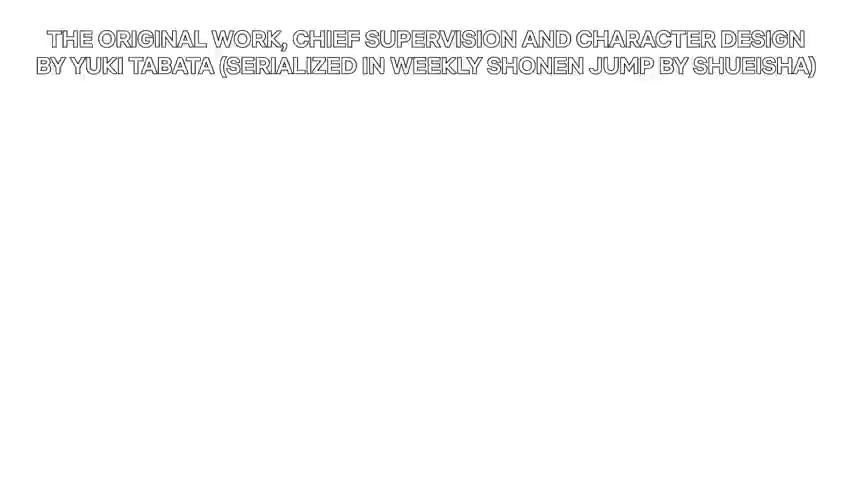 THE ORIGINAL WORK, CHIEF SUPERVISION AND CHARACTER DESIGN
BY YUKI TABATA (SERIALIZED IN WEEKLY SHONEN JUMP BY SHUEISHA)